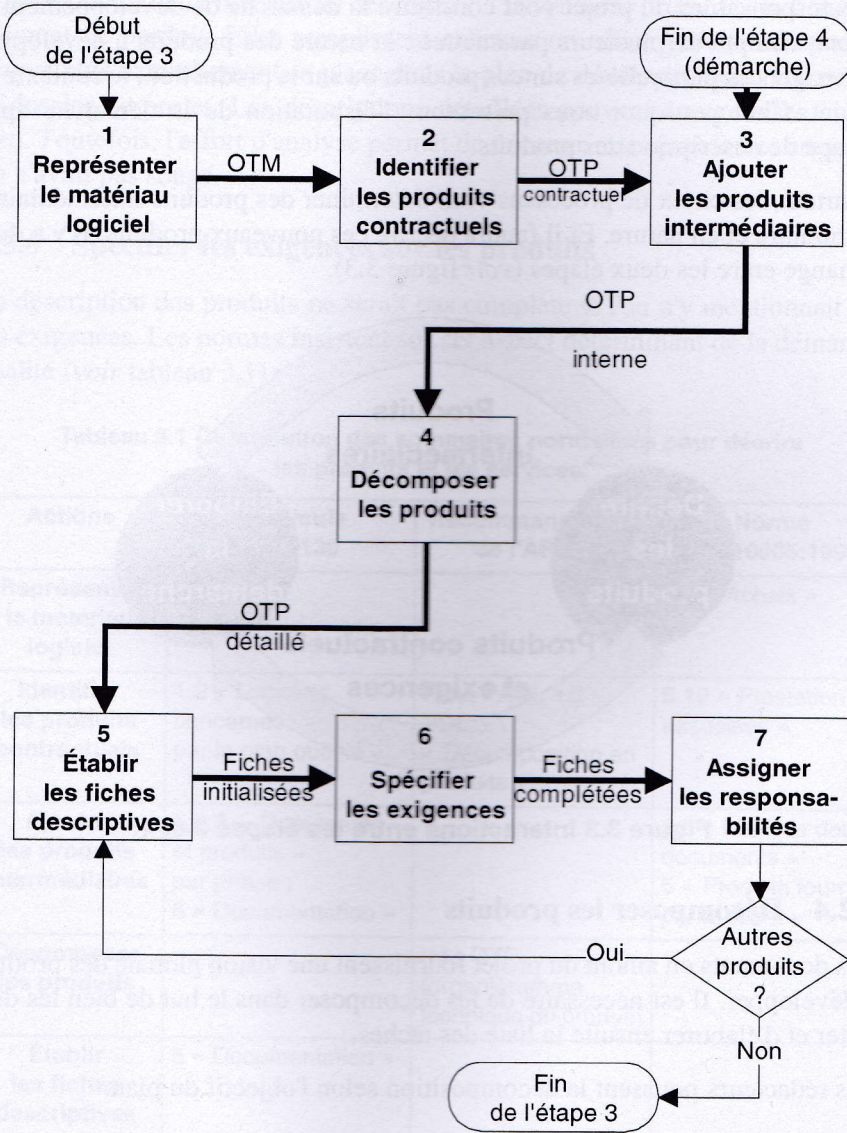 Début
de l'étape 3
Fin de l'étape 4
(démarche)
1
Représenter
le matériau
logiciel
OTM
2
Identifier
les produits
contractuels
OTP
contractuel
3
Ajouter
les produits
intermédiaires
OTP
interne
4
Décomposer
les produits
OTP
détaillé
5
Etablir
les fiches
descriptives
Fiches
initialisées
6
Spécifier
les exigences
Fiches
complétées
7
Assigner
les responsa-
bilités
Autres
produits
?
Oui
Non
Fin
de l'étape 3